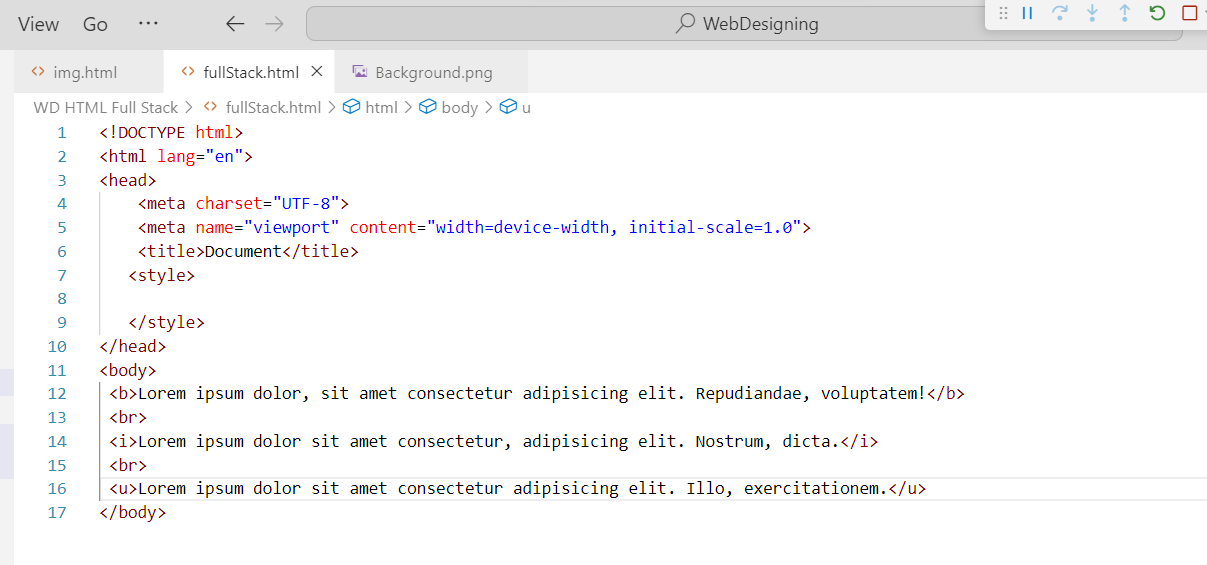 View Go ··· WebDesigning
img.html fullStack.html Background.png
WD HTML Full Stack > fullStack.html > html > body > u
1 <!DOCTYPE html>
2 <html lang="en">
3 <head>
4 <meta charset="UTF-8">
5 <meta name="viewport" content="width=device-width, initial-scale=1.0">
6 <title>Document</title>
7 <style>
8
9 </style>
10 </head>
11 <body>
12 <b>Lorem ipsum dolor, sit amet consectetur adipisicing elit. Repudiandae, voluptatem!</b>
13 <br>
14 <i>Lorem ipsum dolor sit amet consectetur, adipisicing elit. Nostrum, dicta.</i>
15 <br>
16 <u>Lorem ipsum dolor sit amet consectetur adipisicing elit. Illo, exercitationem.</u>
17 </body>